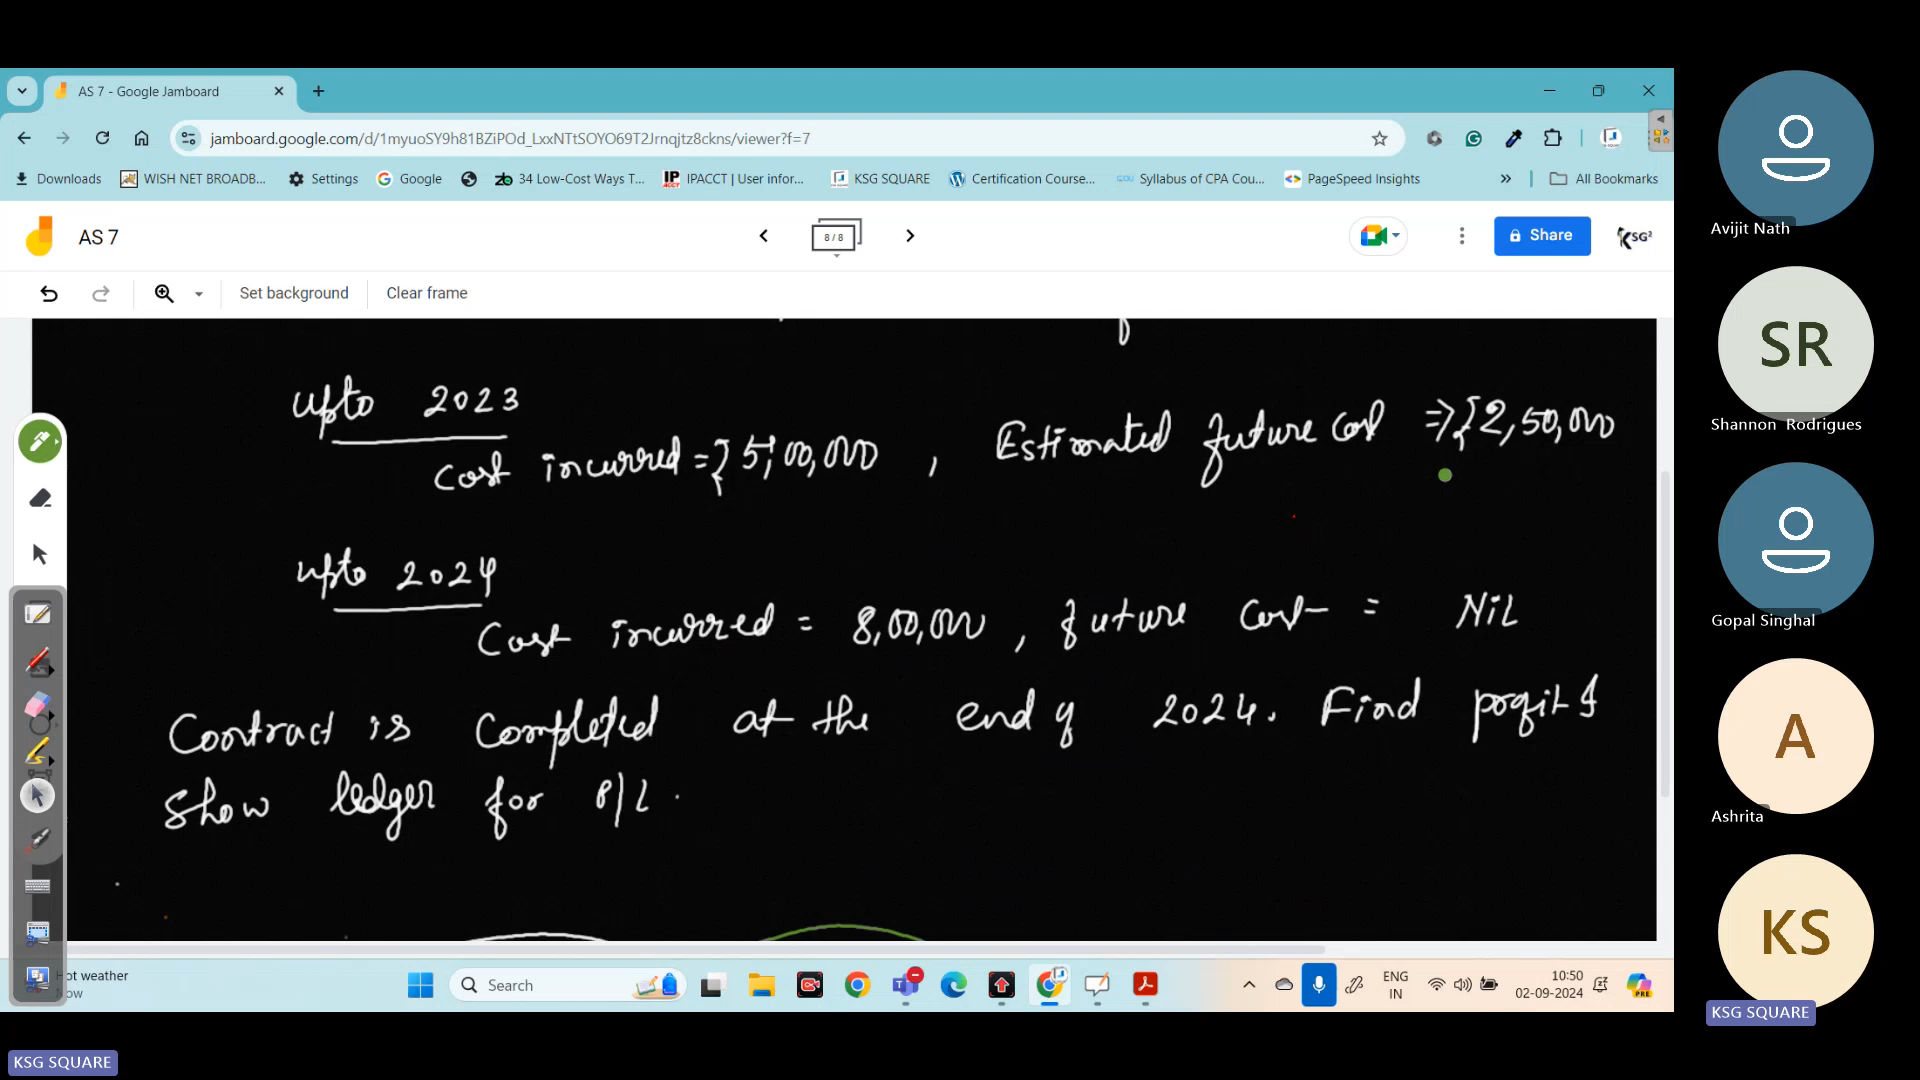 AS 7 - Google Jamboard
jamboard.google.com/d/1myuoSY9h81BZiPOd_LxxNTtSOYO69T2Jrnqjtz8ckns/viewer?f=7
Downloads WISH NET BROADB... Settings Google 34 Low-Cost Ways T... IPACCT | User infor... KSG SQUARE Certification Course... Syllabus of CPA Cou... PageSpeed Insights » All Bookmarks
AS 7
8 / 8
Share
KSG²
Set background Clear frame
upto 2023
Cost incurred = 5,00,000 , Estimated future cost => 2,50,000
upto 2024
Cost incurred = 8,00,000 , future cost = NiL
Contract is completed at the end of 2024. Find profit &
show ledger for P/L .
Hot weather
Now
Search
ENG
IN
10:50
02-09-2024
PRE
Avijit Nath
SR
Shannon Rodrigues
Gopal Singhal
A
Ashrita
KS
KSG SQUARE
KSG SQUARE